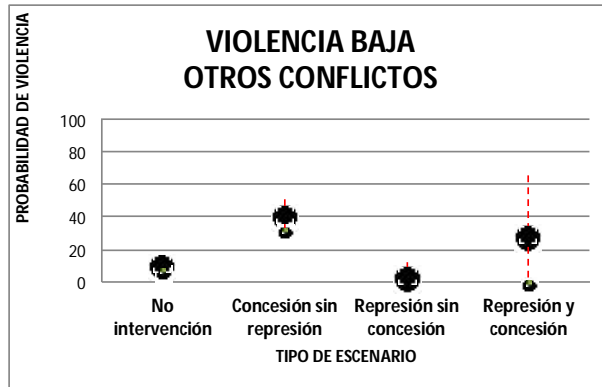 VIOLENCIA BAJA
OTROS CONFLICTOS
PROBABILIDAD DE VIOLENCIA
100
80
60
40
20
0
No intervención
Concesión sin represión
Represión sin concesión
Represión y concesión
TIPO DE ESCENARIO